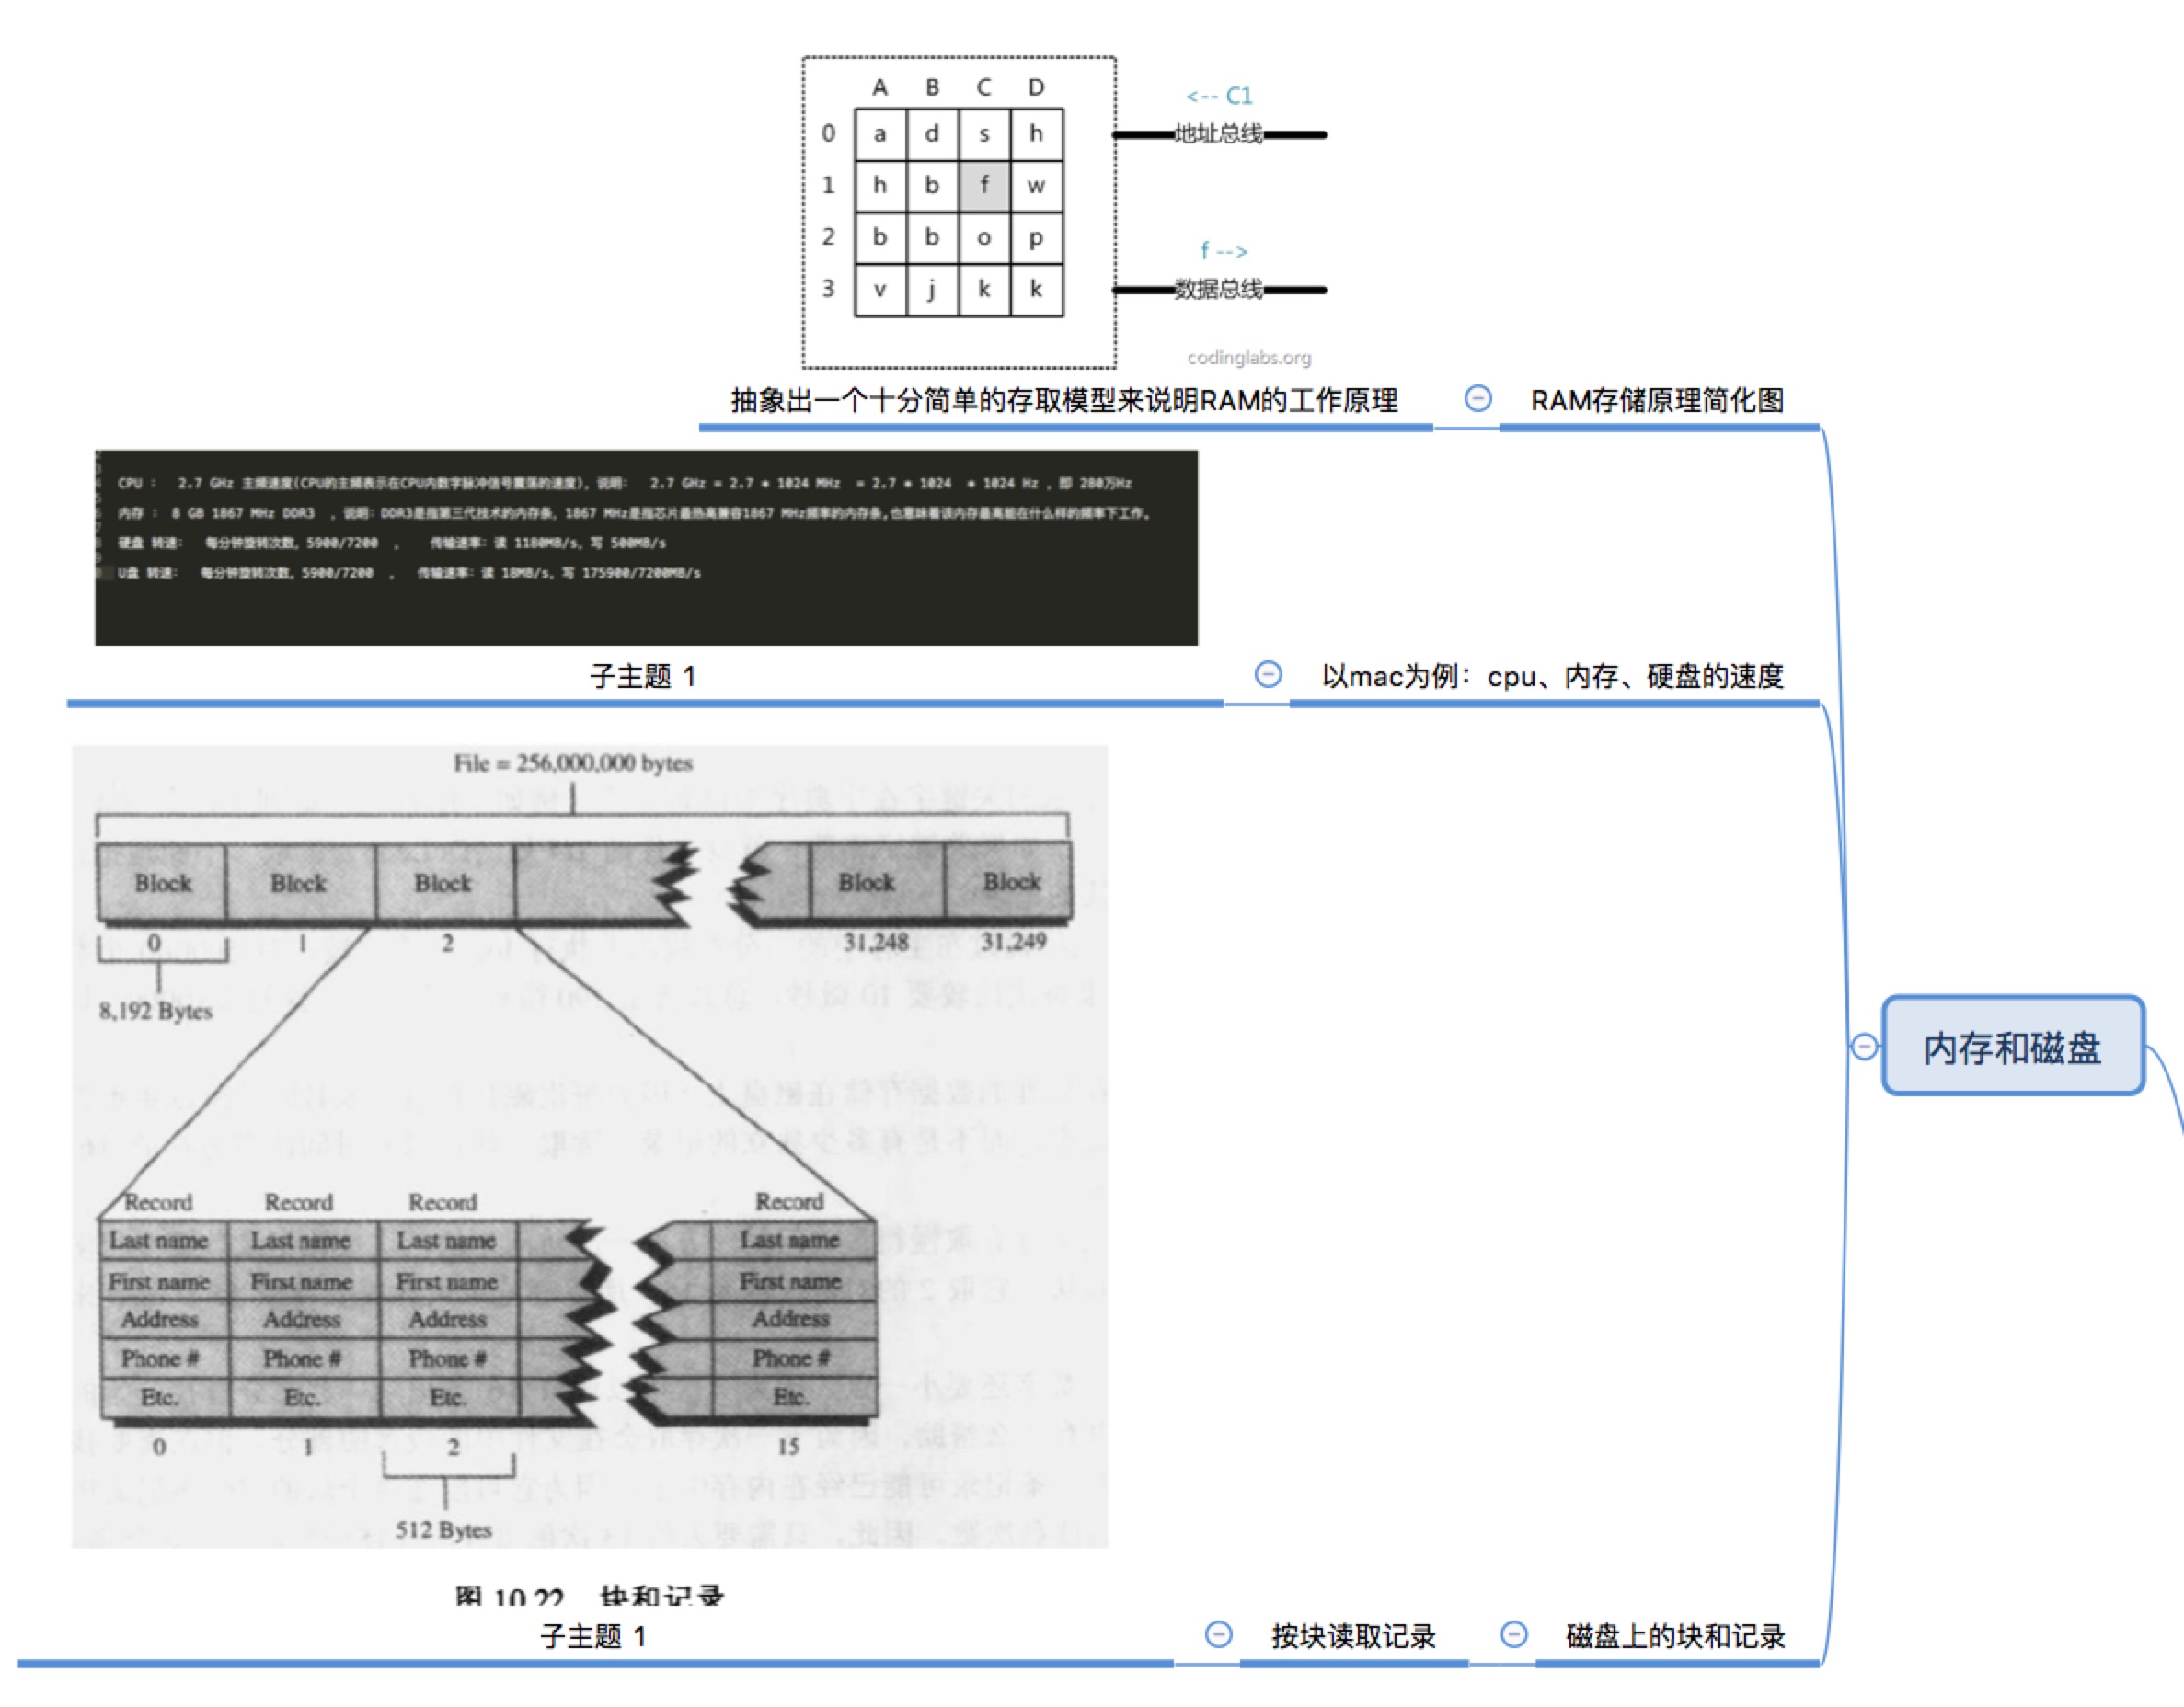 A B C D
0 a d s h
1 h b f w
2 b b o p
3 v j k k
<-- C1
地址总线
f -->
数据总线
codinglabs.org
抽象出一个十分简单的存取模型来说明RAM的工作原理
RAM存储原理简化图
CPU : 2.7 GHz 主频速度(CPU的主频表示在CPU内数字脉冲信号震荡的速度), 说明: 2.7 GHz = 2.7 * 1024 MHz = 2.7 * 1024 * 1024 Hz , 即 280万Hz
内存 : 8 GB 1867 MHz DDR3 , 说明: DDR3是指第三代技术的内存条, 1867 MHz是指芯片最热高兼容1867 MHz频率的内存条,也意味着该内存最高能在什么样的频率下工作。
硬盘 转速: 每分钟旋转次数, 5900/7200 , 传输速率: 读 1180MB/s, 写 500MB/s
U盘 转速: 每分钟旋转次数, 5900/7200 , 传输速率: 读 18MB/s, 写 175900/7200MB/s
子主题 1
以mac为例：cpu、内存、硬盘的速度
File = 256,000,000 bytes
Block Block Block Block Block
0 1 2 31,248 31,249
8,192 Bytes
内存和磁盘
Record Record Record Record
Last name Last name Last name Last name
First name First name First name First name
Address Address Address Address
Phone # Phone # Phone # Phone #
Etc. Etc. Etc. Etc.
0 1 2 15
512 Bytes
图 10.22 块和记录
子主题 1
按块读取记录
磁盘上的块和记录